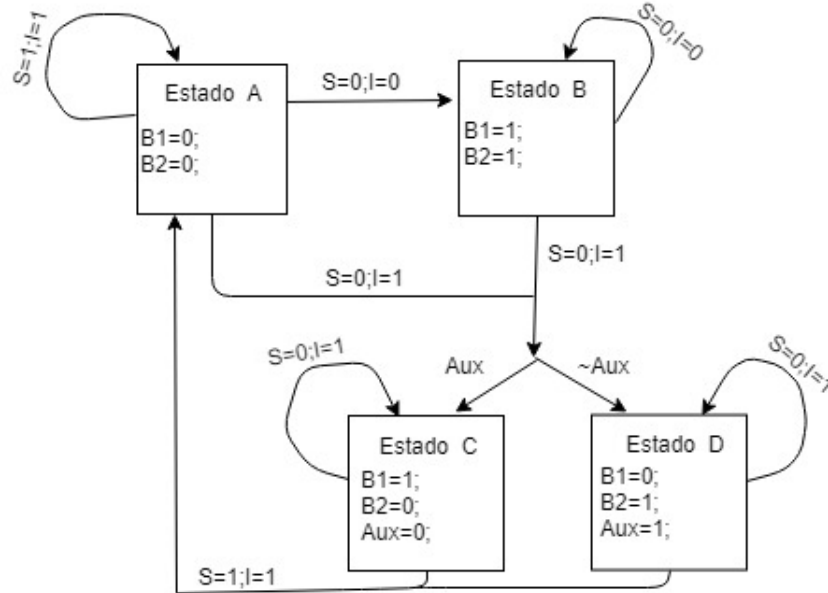 S=1;I=1
Estado A
B1=0;
B2=0;
S=0;I=0
Estado B
B1=1;
B2=1;
S=0;I=0
S=0;I=1
S=0;I=1
Aux
~Aux
S=0;I=1
Estado C
B1=1;
B2=0;
Aux=0;
Estado D
B1=0;
B2=1;
Aux=1;
S=0;I=1
S=1;I=1